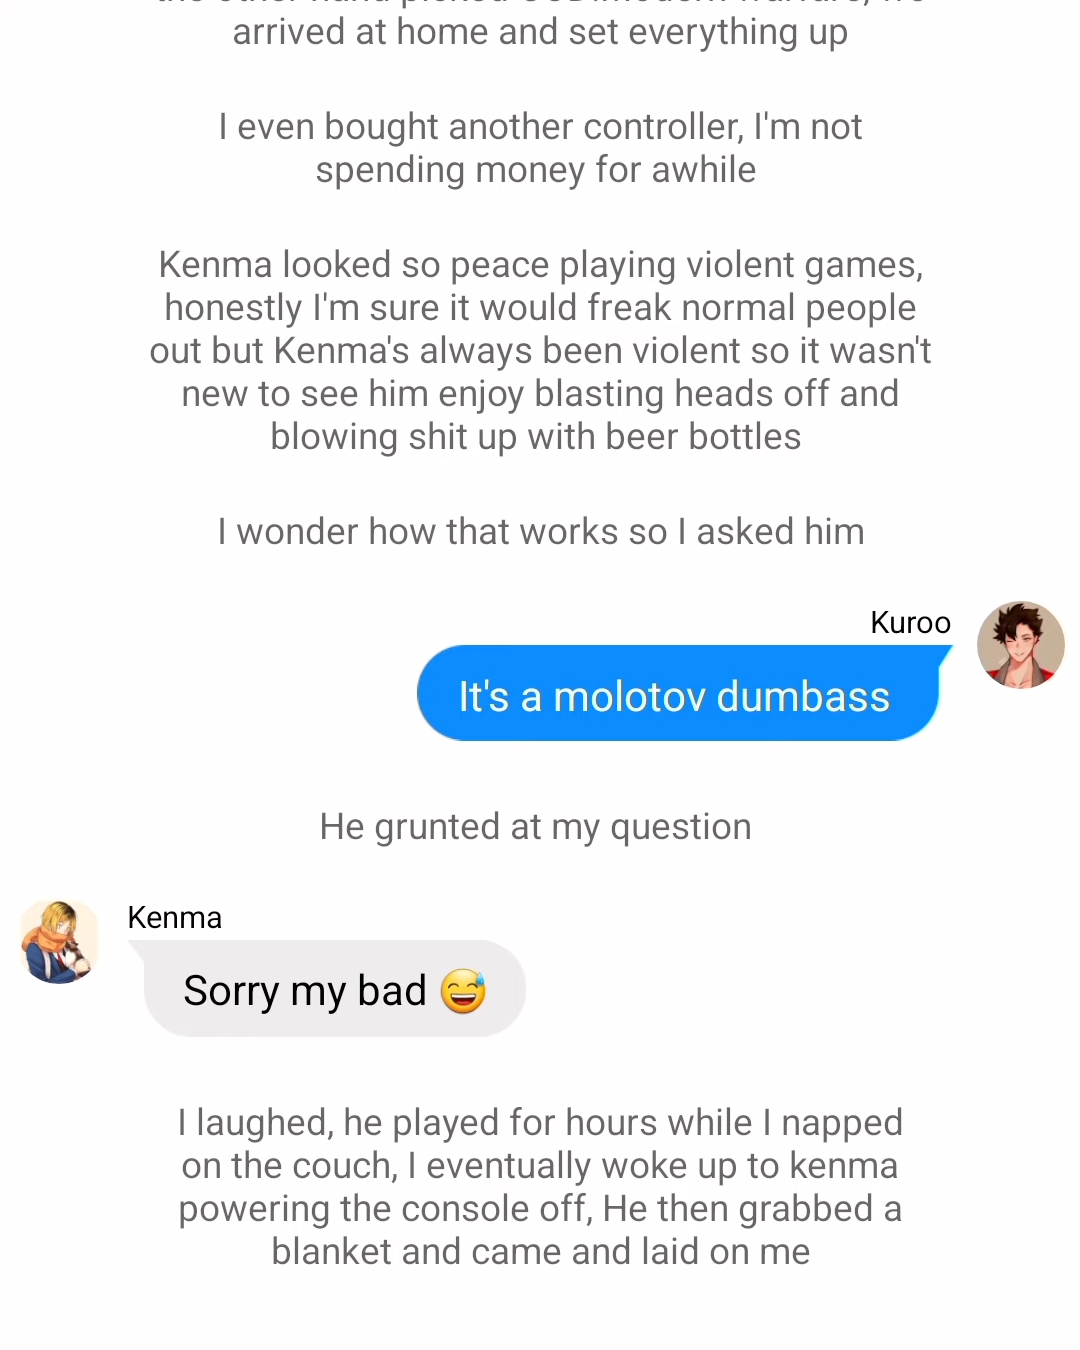 arrived at home and set everything up
I even bought another controller, I'm not
spending money for awhile
Kenma looked so peace playing violent games,
honestly I'm sure it would freak normal people
out but Kenma's always been violent so it wasn't
new to see him enjoy blasting heads off and
blowing shit up with beer bottles
I wonder how that works so I asked him
Kuroo
It's a molotov dumbass
He grunted at my question
Kenma
Sorry my bad 😅
I laughed, he played for hours while I napped
on the couch, I eventually woke up to kenma
powering the console off, He then grabbed a
blanket and came and laid on me